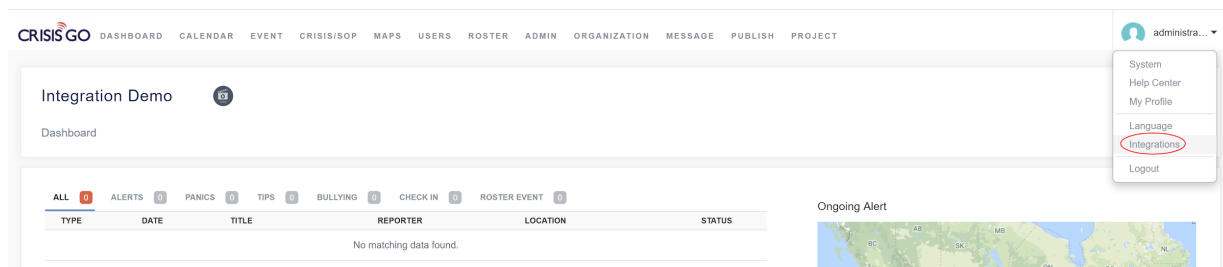 CRISIS GO DASHBOARD CALENDAR EVENT CRISIS/SOP MAPS USERS ROSTER ADMIN ORGANIZATION MESSAGE PUBLISH PROJECT administra...
System
Help Center
My Profile
Language
Integrations
Logout
Integration Demo
Dashboard
ALL 0 ALERTS 0 PANICS 0 TIPS 0 BULLYING 0 CHECK IN 0 ROSTER EVENT 0
TYPE DATE TITLE REPORTER LOCATION STATUS
No matching data found.
Ongoing Alert
AB MB
BC SK NL
ON